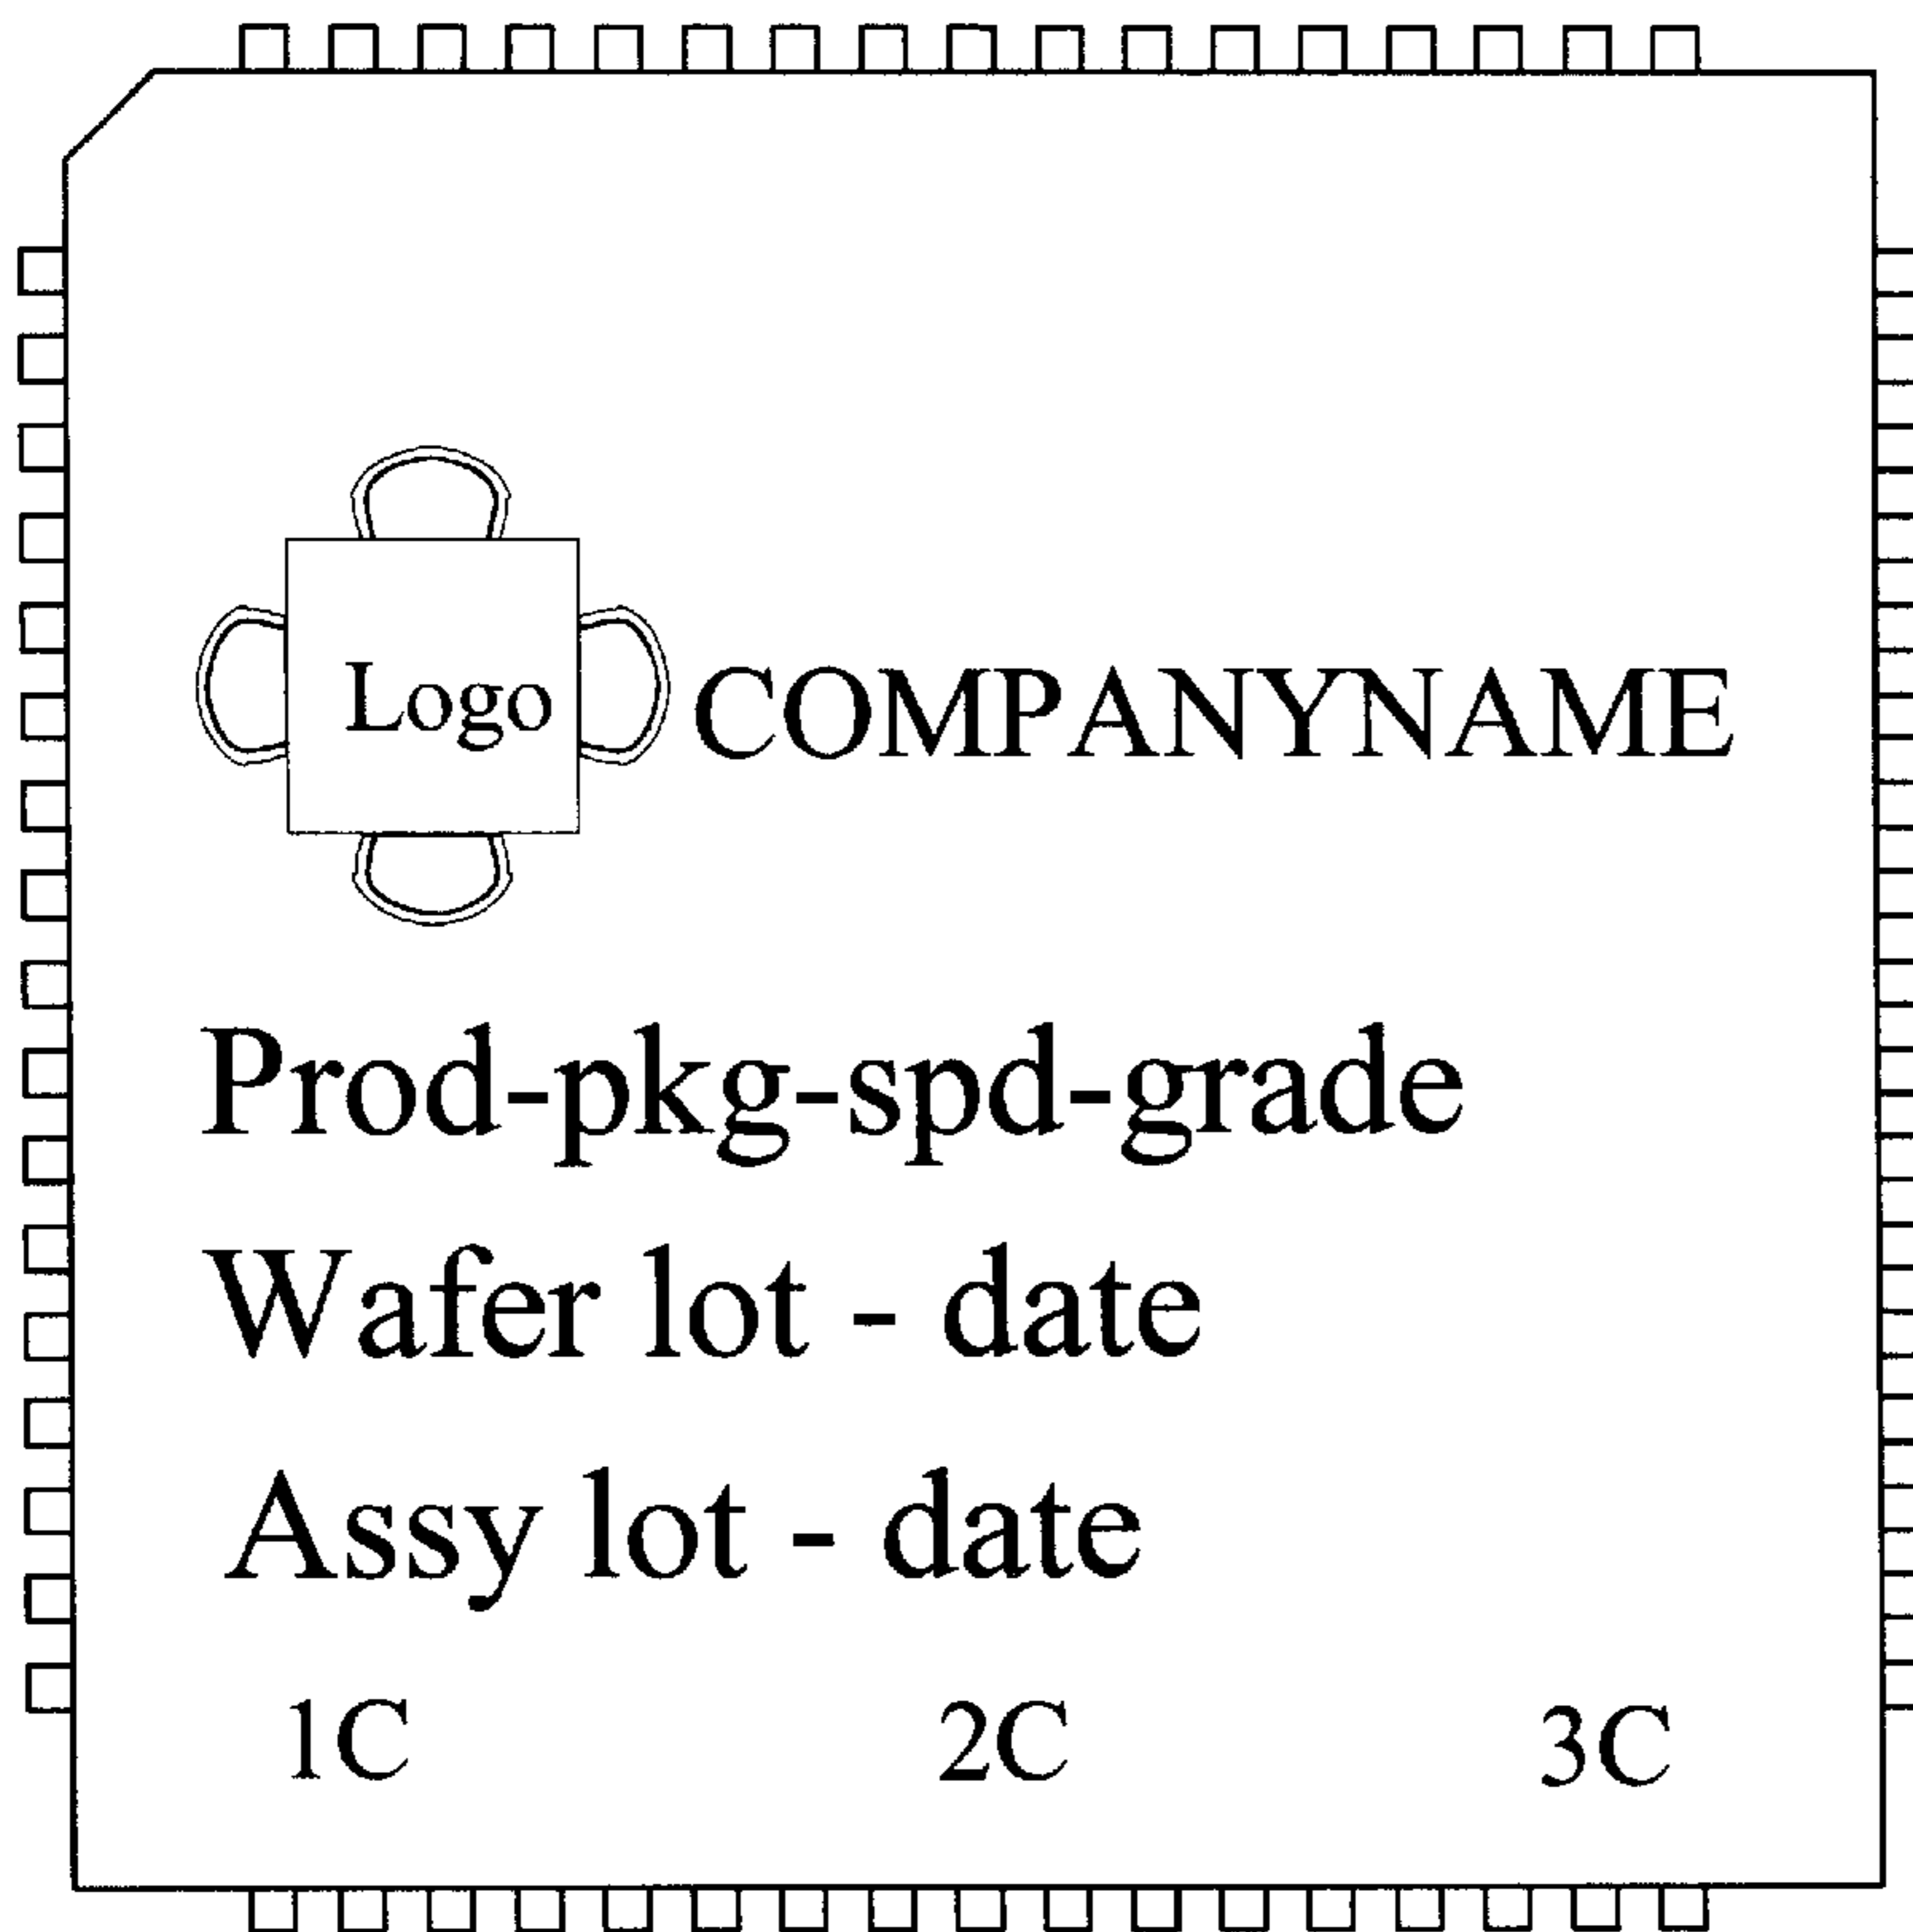 Logo COMPANYNAME
Prod-pkg-spd-grade
Wafer lot - date
Assy lot - date
1C 2C 3C